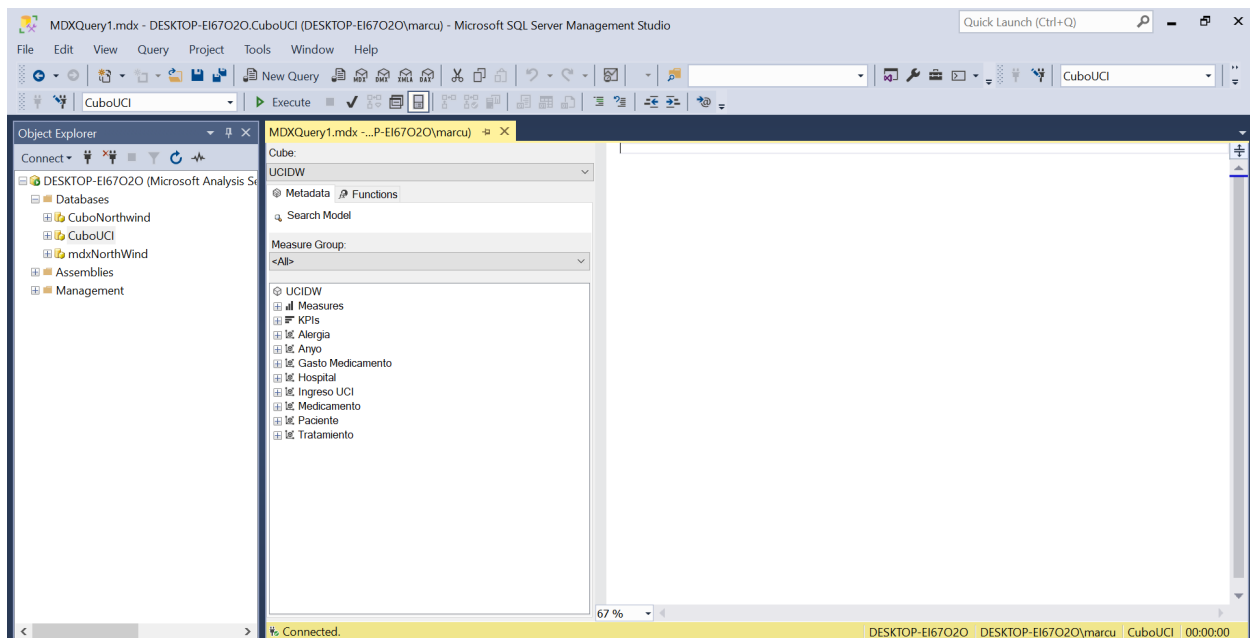 MDXQuery1.mdx - DESKTOP-EI67O2O.CuboUCI (DESKTOP-EI67O2O\marcu) - Microsoft SQL Server Management Studio
Quick Launch (Ctrl+Q)
File Edit View Query Project Tools Window Help
New Query MDX DMX XMLA DAX CuboUCI
CuboUCI Execute
Object Explorer
Connect
DESKTOP-EI67O2O (Microsoft Analysis Se
Databases
CuboNorthwind
CuboUCI
mdxNorthWind
Assemblies
Management
MDXQuery1.mdx -...P-EI67O2O\marcu)
Cube:
UCIDW
Metadata Functions
Search Model
Measure Group:
<All>
UCIDW
Measures
KPIs
Alergia
Anyo
Gasto Medicamento
Hospital
Ingreso UCI
Medicamento
Paciente
Tratamiento
67 %
Connected. DESKTOP-EI67O2O DESKTOP-EI67O2O\marcu CuboUCI 00:00:00